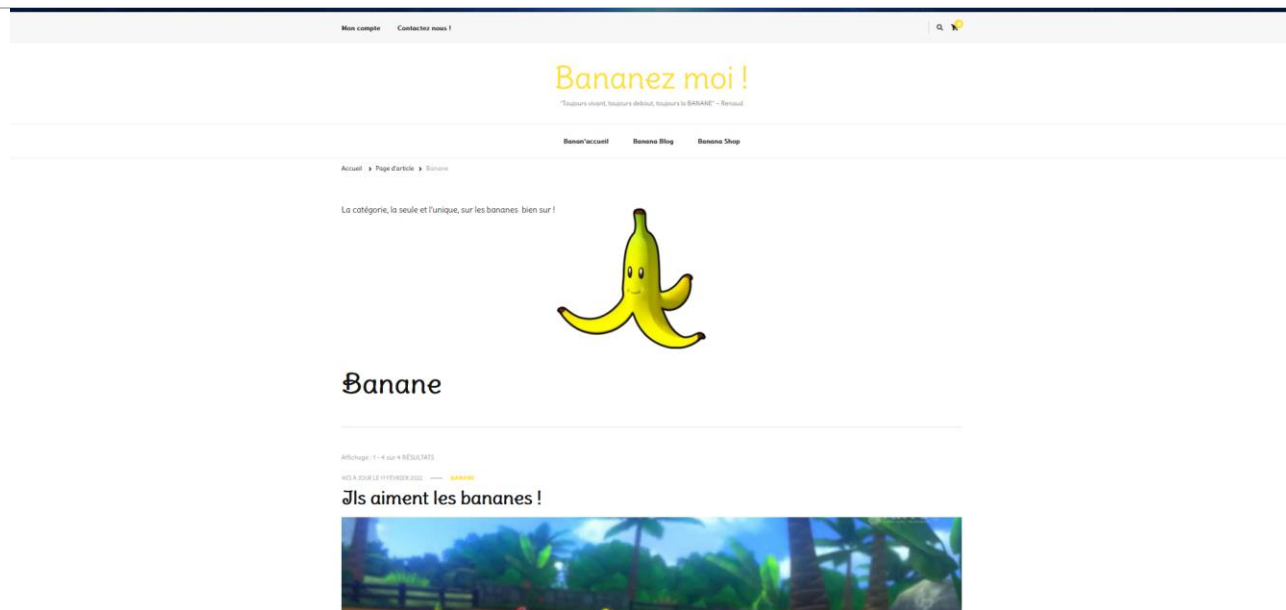 Mon compte Contactez nous !
Bananez moi !
"Toujours vivant, toujours debout, toujours la BANANE" – Renaud
Banan'accueil Banana Blog Banana Shop
Accueil Page d'article Banane
La catégorie, la seule et l'unique, sur les bananes bien sur !
Banane
Affichage : 1 - 4 sur 4 RÉSULTATS
MIS À JOUR LE 11 FÉVRIER 2022 BANANE
Ils aiment les bananes !